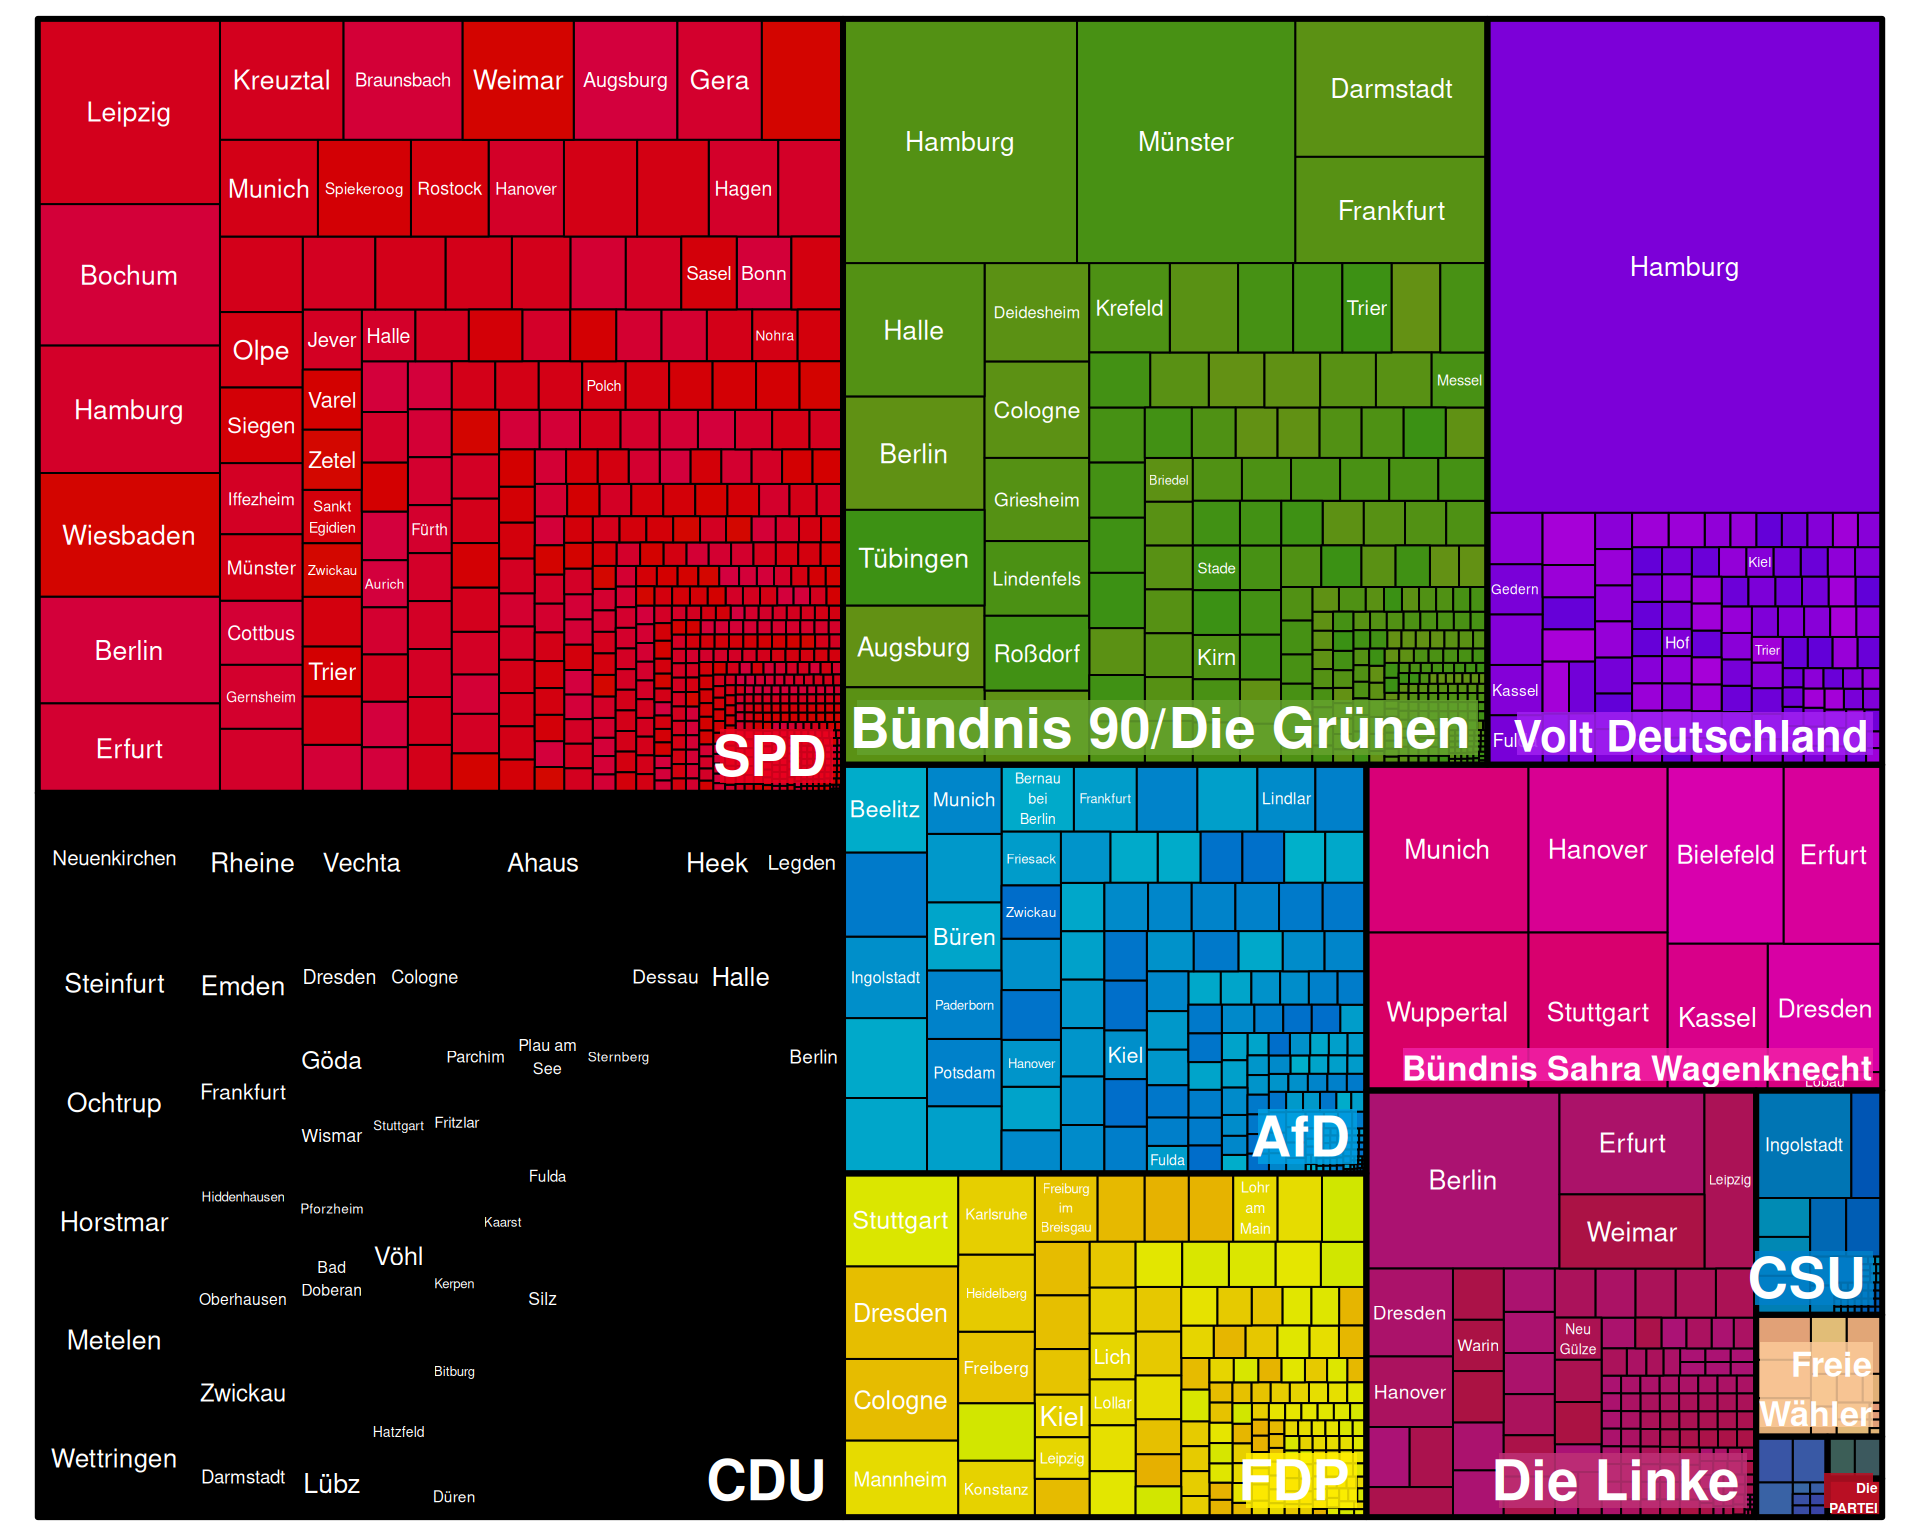 Leipzig
Kreuztal
Braunsbach
Weimar
Augsburg
Gera
Munich
Spiekeroog
Rostock
Hanover
Hagen
Bochum
Sasel
Bonn
Olpe
Jever
Halle
Nohra
Hamburg
Siegen
Varel
Polch
Zetel
Iffezheim
Sankt
Egidien
Fürth
Wiesbaden
Münster
Zwickau
Aurich
Berlin
Cottbus
Trier
Gernsheim
Erfurt
SPD
Hamburg
Münster
Darmstadt
Frankfurt
Halle
Deidesheim
Krefeld
Trier
Messel
Cologne
Berlin
Griesheim
Briedel
Tübingen
Lindenfels
Stade
Augsburg
Roßdorf
Kirn
Bündnis 90/Die Grünen
Hamburg
Gedern
Kiel
Hof
Trier
Kassel
Ful
Volt Deutschland
Neuenkirchen
Rheine
Vechta
Ahaus
Heek
Legden
Steinfurt
Emden
Dresden
Cologne
Dessau
Halle
Göda
Parchim
Plau am
See
Sternberg
Berlin
Ochtrup
Frankfurt
Wismar
Stuttgart
Fritzlar
Fulda
Horstmar
Hiddenhausen
Pforzheim
Kaarst
Vöhl
Bad
Doberan
Kerpen
Oberhausen
Silz
Metelen
Zwickau
Bitburg
Hatzfeld
Wettringen
Darmstadt
Lübz
Düren
CDU
Beelitz
Munich
Bernau
bei
Berlin
Frankfurt
Lindlar
Friesack
Zwickau
Büren
Ingolstadt
Paderborn
Potsdam
Hanover
Kiel
Fulda
AfD
Munich
Hanover
Bielefeld
Erfurt
Wuppertal
Stuttgart
Kassel
Dresden
Bündnis Sahra Wagenknecht
Löbau
Stuttgart
Karlsruhe
Freiburg
im
Breisgau
Lohr
am
Main
Dresden
Heidelberg
Freiberg
Lich
Cologne
Kiel
Lollar
Mannheim
Leipzig
Konstanz
FDP
Berlin
Erfurt
Leipzig
Weimar
Dresden
Warin
Neu
Gülze
Hanover
Die Linke
Ingolstadt
CSU
Freie
Wähler
Die
PARTEI